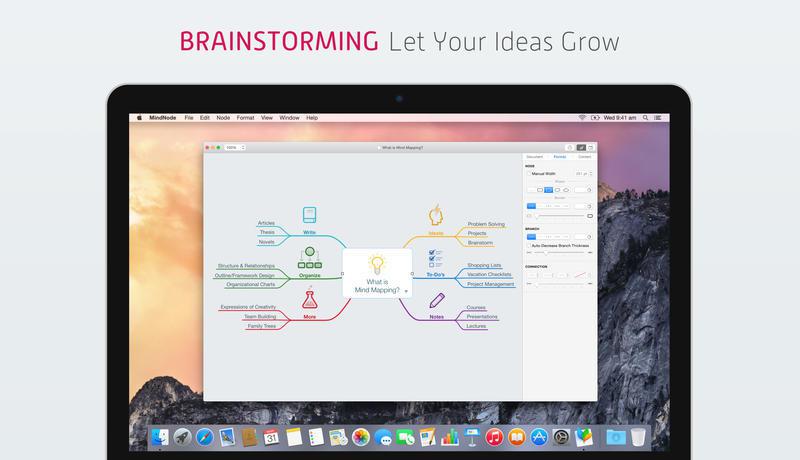 BRAINSTORMING Let Your Ideas Grow
MindNode File Edit Node Format View Window Help
Wed 9:41 am
100%
What is Mind Mapping?
Document Format Context
NODE
Manual Width
Shape
Border
BRANCH
Auto-Decrease Branch Thickness
CONNECTION
Articles
Thesis
Novels
Write
Structure & Relationships
Outline/Framework Design
Organizational Charts
Organize
Expressions of Creativity
Team Building
Family Trees
More
What is
Mind Mapping?
Ideas
Problem Solving
Projects
Brainstorm
To-Do's
Shopping Lists
Vacation Checklists
Project Management
Notes
Courses
Presentations
Lectures
31